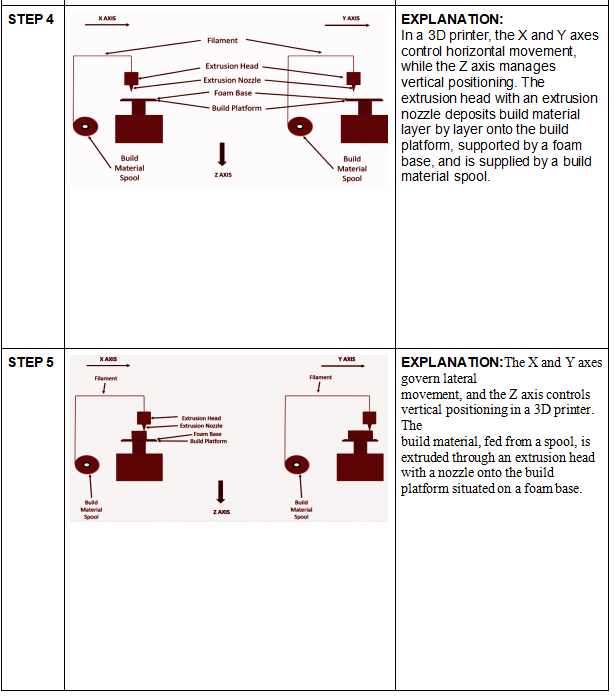 STEP 4
X AXIS
Y AXIS
Filament
Extrusion Head
Extrusion Nozzle
Foam Base
Build Platform
Build
Material
Spool
Z AXIS
Build
Material
Spool
EXPLANATION:
In a 3D printer, the X and Y axes
control horizontal movement,
while the Z axis manages
vertical positioning. The
extrusion head with an extrusion
nozzle deposits build material
layer by layer onto the build
platform, supported by a foam
base, and is supplied by a build
material spool.
STEP 5
X AXIS
Y AXIS
Filament
Filament
Extrusion Head
Extrusion Nozzle
Foam Base
Build Platform
Build
Material
Spool
Z AXIS
Build
Material
Spool
EXPLANATION:The X and Y axes
govern lateral
movement, and the Z axis controls
vertical positioning in a 3D printer.
The
build material, fed from a spool, is
extruded through an extrusion head
with a nozzle onto the build
platform situated on a foam base.